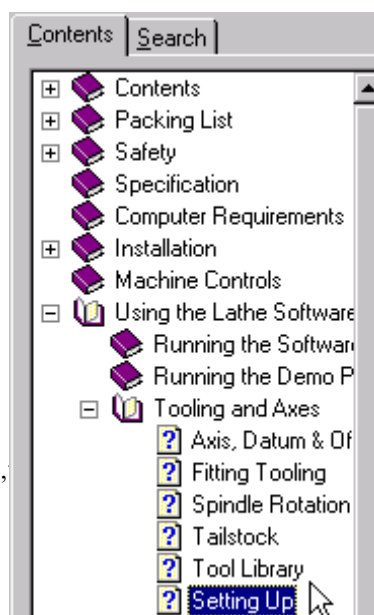 Contents Search
Contents
Packing List
Safety
Specification
Computer Requirements
Installation
Machine Controls
Using the Lathe Software
Running the Softwar
Running the Demo P
Tooling and Axes
Axis, Datum & Of
Fitting Tooling
Spindle Rotation
Tailstock
Tool Library
,
Setting Up